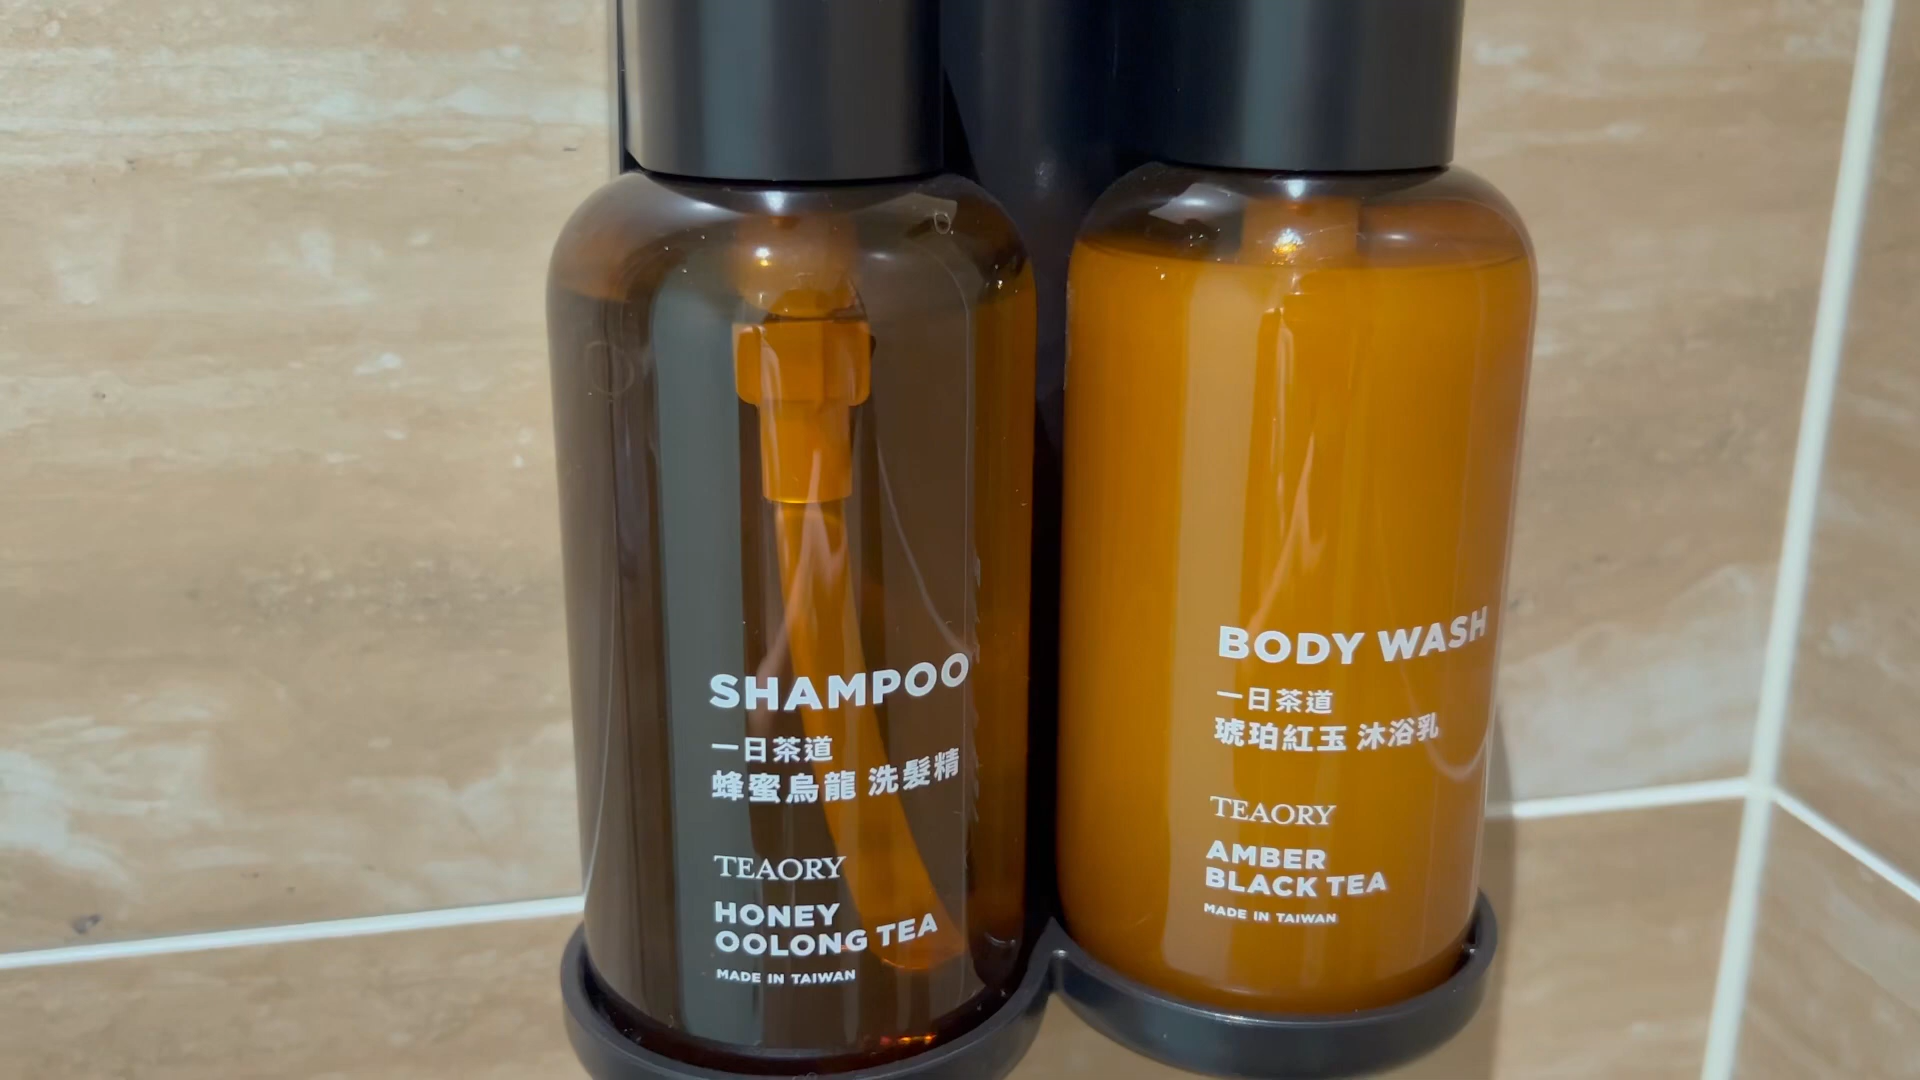 SHAMPOO
一日茶道
蜂蜜烏龍 洗髮精
TEAORY
HONEY
OOLONG TEA
MADE IN TAIWAN
BODY WASH
一日茶道
琥珀紅玉 沐浴乳
TEAORY
AMBER
BLACK TEA
MADE IN TAIWAN